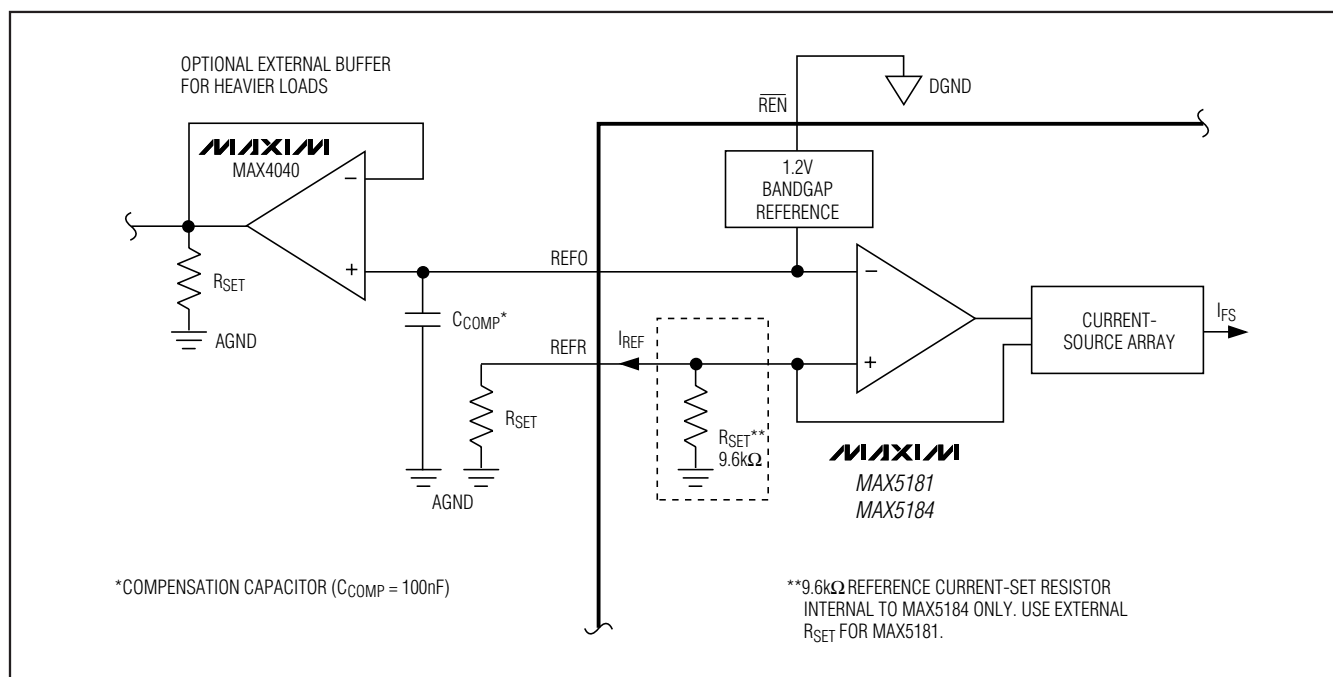 OPTIONAL EXTERNAL BUFFER
FOR HEAVIER LOADS
MAXIM
MAX4040
−
+
RSET
AGND
CCOMP*
REFO
REFR
IREF
RSET
AGND
REN
DGND
1.2V
BANDGAP
REFERENCE
−
+
RSET**
9.6kΩ
CURRENT-
SOURCE ARRAY
IFS
MAXIM
MAX5181
MAX5184
*COMPENSATION CAPACITOR (CCOMP = 100nF)
**9.6kΩ REFERENCE CURRENT-SET RESISTOR
INTERNAL TO MAX5184 ONLY. USE EXTERNAL
RSET FOR MAX5181.